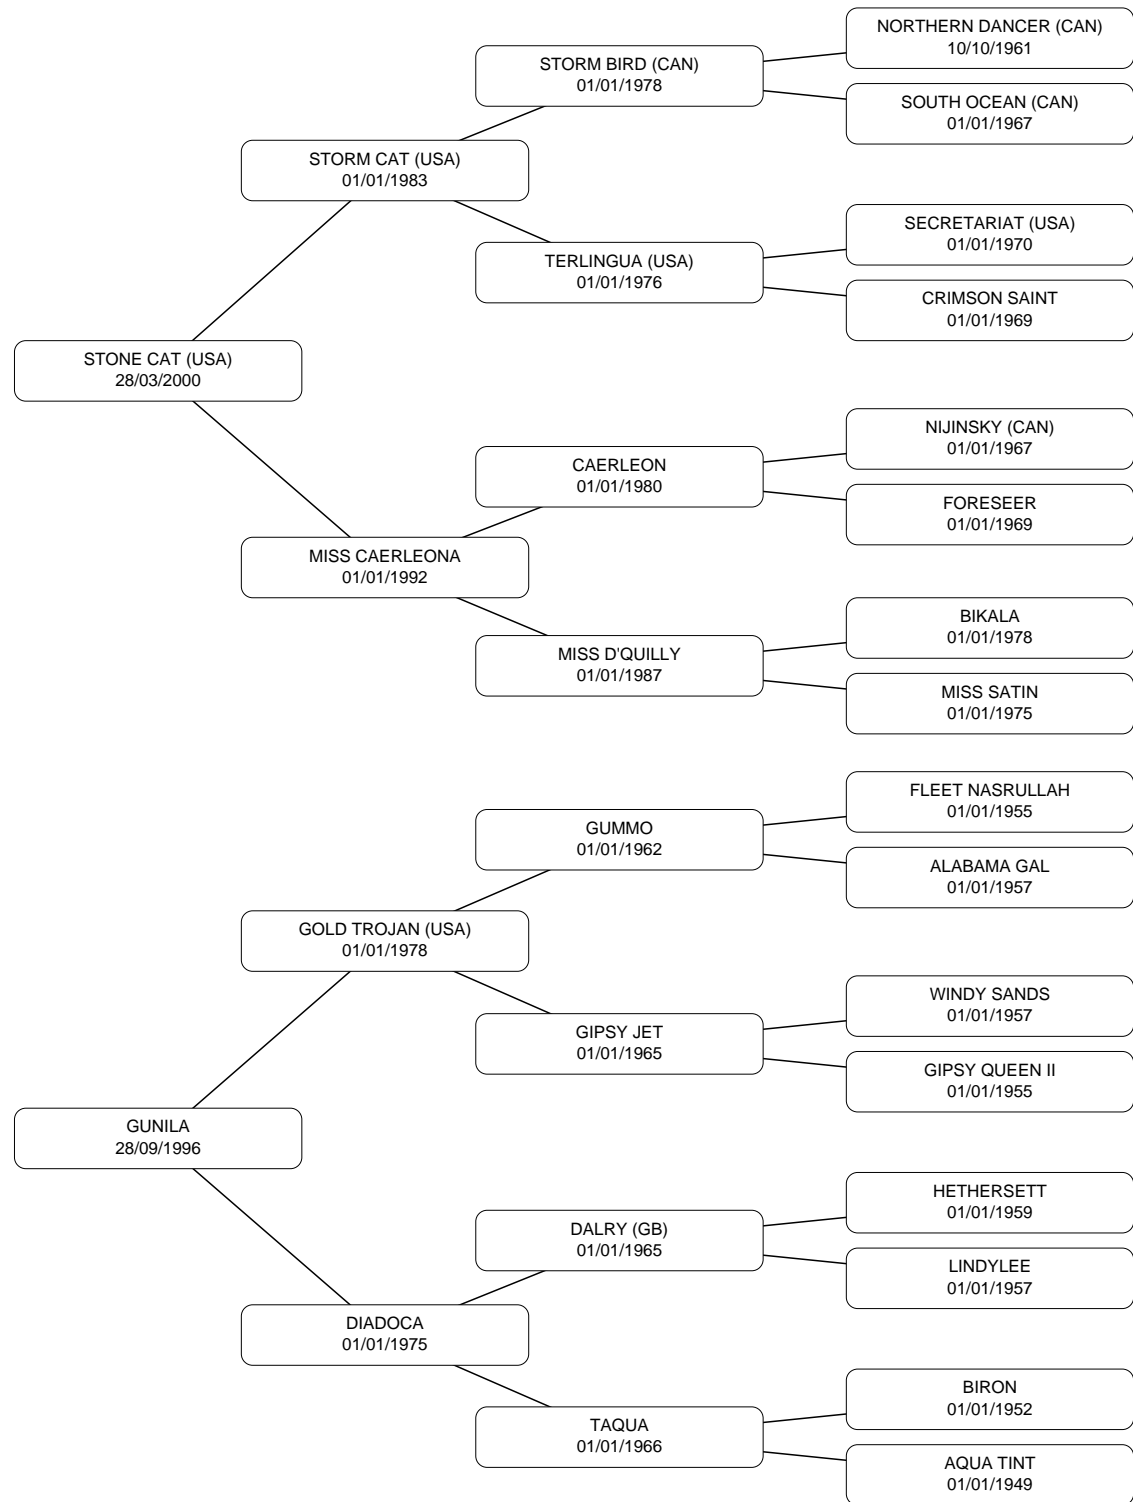 NORTHERN DANCER (CAN)
10/10/1961
STORM BIRD (CAN)
01/01/1978
SOUTH OCEAN (CAN)
01/01/1967
STORM CAT (USA)
01/01/1983
SECRETARIAT (USA)
01/01/1970
TERLINGUA (USA)
01/01/1976
CRIMSON SAINT
01/01/1969
STONE CAT (USA)
28/03/2000
NIJINSKY (CAN)
01/01/1967
CAERLEON
01/01/1980
FORESEER
01/01/1969
MISS CAERLEONA
01/01/1992
BIKALA
01/01/1978
MISS D'QUILLY
01/01/1987
MISS SATIN
01/01/1975
FLEET NASRULLAH
01/01/1955
GUMMO
01/01/1962
ALABAMA GAL
01/01/1957
GOLD TROJAN (USA)
01/01/1978
WINDY SANDS
01/01/1957
GIPSY JET
01/01/1965
GIPSY QUEEN II
01/01/1955
GUNILA
28/09/1996
HETHERSETT
01/01/1959
DALRY (GB)
01/01/1965
LINDYLEE
01/01/1957
DIADOCA
01/01/1975
BIRON
01/01/1952
TAQUA
01/01/1966
AQUA TINT
01/01/1949